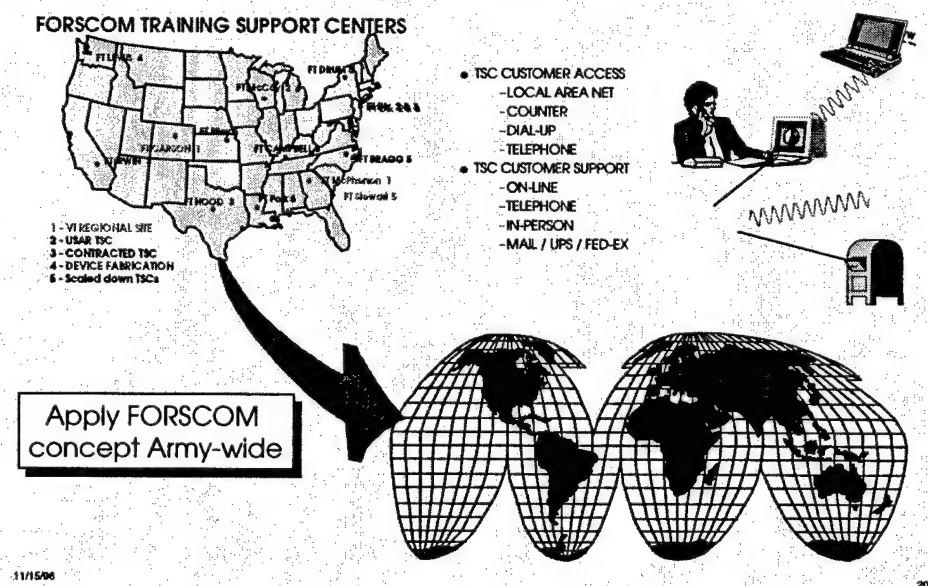 FORSCOM TRAINING SUPPORT CENTERS
FT LEWIS 4
FT DRUM
FT McCOY 2
FT Dix, 2 & 3
FT CARSON 1
FT CAMPBELL
FT BRAGG 5
FT IRWIN
FT McPherson 1
FT Stewart 5
FT HOOD 3
FT Polk
1 - VI REGIONAL SITE
2 - USAR TSC
3 - CONTRACTED TSC
4 - DEVICE FABRICATION
5 - Scaled down TSCs
• TSC CUSTOMER ACCESS
-LOCAL AREA NET
-COUNTER
-DIAL-UP
-TELEPHONE
• TSC CUSTOMER SUPPORT
-ON-LINE
-TELEPHONE
-IN-PERSON
-MAIL / UPS / FED-EX
Apply FORSCOM
concept Army-wide
11/15/96
20